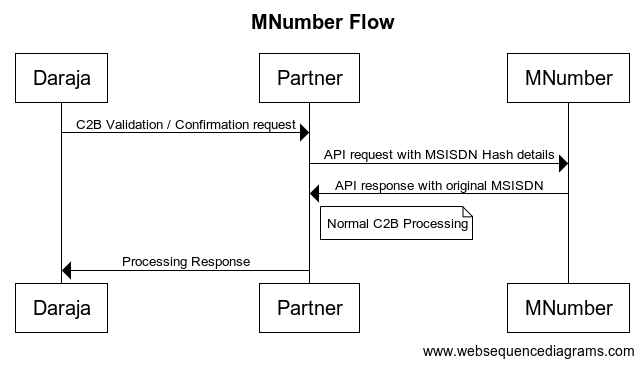 MNumber Flow
Daraja
Partner
MNumber
C2B Validation / Confirmation request
API request with MSISDN Hash details
API response with original MSISDN
Normal C2B Processing
Processing Response
Daraja
Partner
MNumber
www.websequencediagrams.com